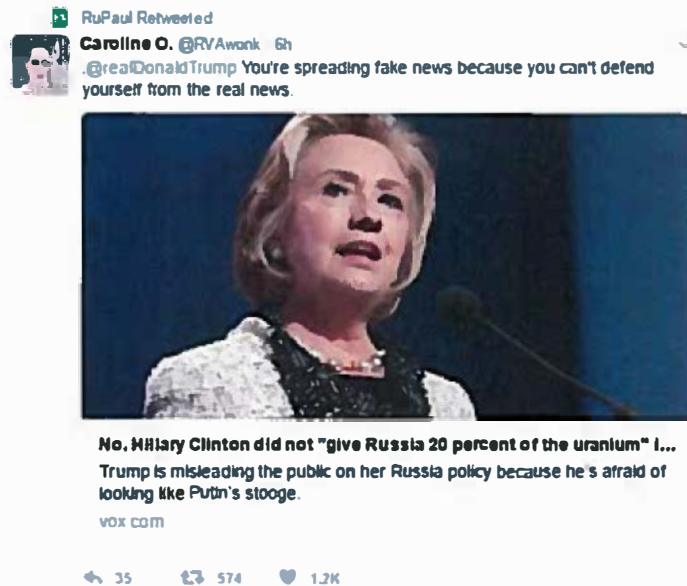 RuPaul Retweeted
Caroline O. @RVAwonk 6h
.@realDonaldTrump You're spreading fake news because you can't defend
yourself from the real news.
No, Hillary Clinton did not "give Russia 20 percent of the uranium" i...
Trump is misleading the public on her Russia policy because he's afraid of
looking like Putin's stooge.
vox.com
35 574 1.2K